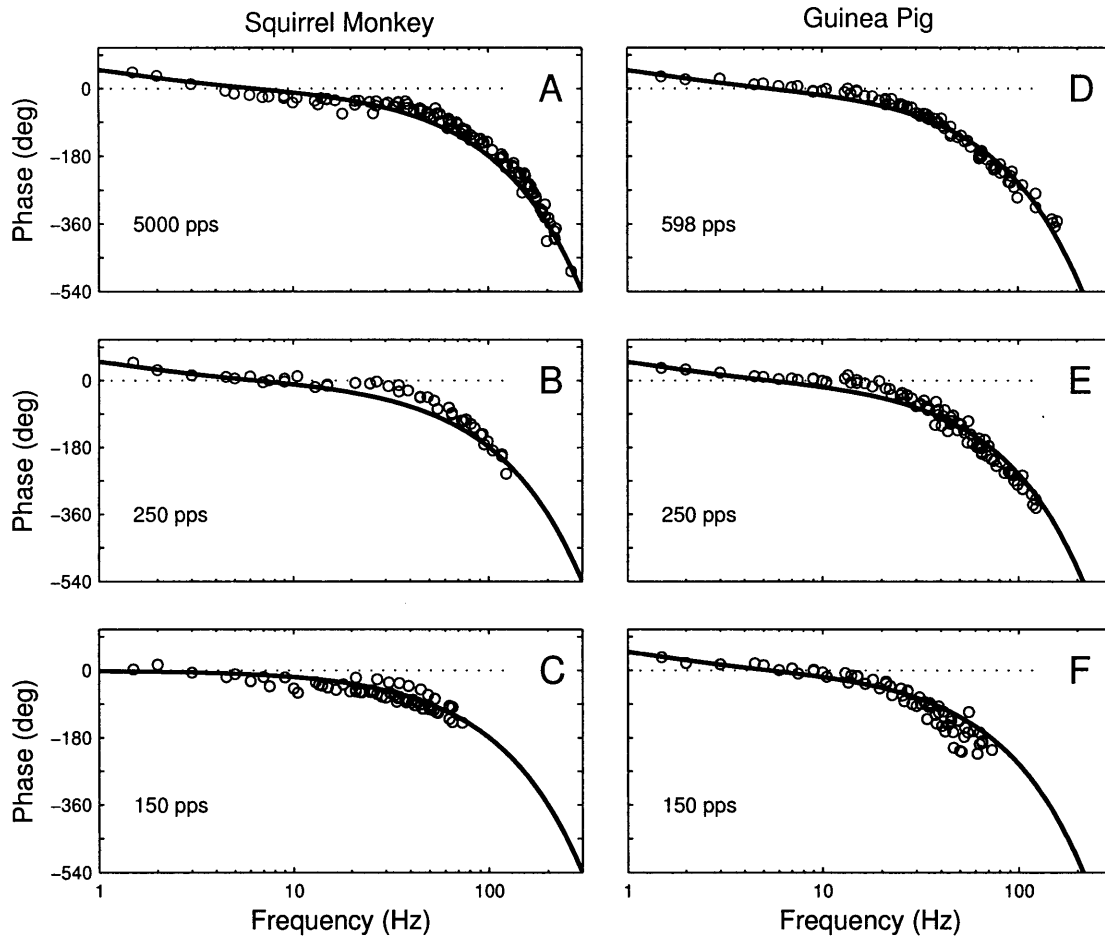 Squirrel Monkey
Guinea Pig
Phase (deg)
0
-180
-360
-540
A
5000 pps
D
598 pps
Phase (deg)
0
-180
-360
-540
B
250 pps
E
250 pps
Phase (deg)
0
-180
-360
-540
C
150 pps
F
150 pps
1
10
100
1
10
100
Frequency (Hz)
Frequency (Hz)